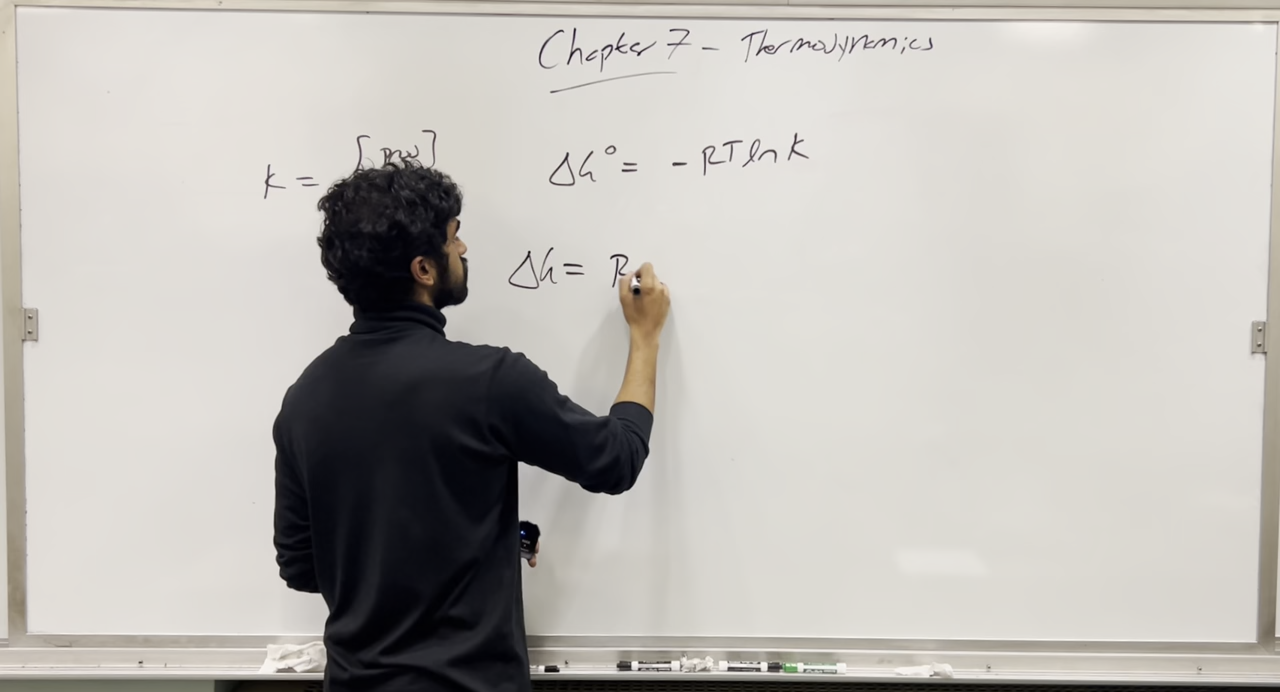 Chapter 7 - Thermodynamics
K = [pro]
ΔG° = - RT ln K
ΔG = R